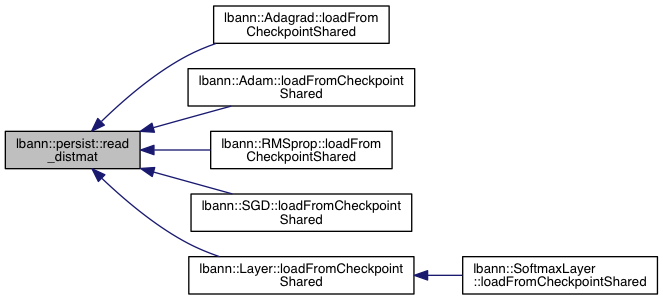 lbann::Adagrad::loadFrom
CheckpointShared
lbann::Adam::loadFromCheckpoint
Shared
lbann::persist::read
_distmat
lbann::RMSprop::loadFrom
CheckpointShared
lbann::SGD::loadFromCheckpoint
Shared
lbann::Layer::loadFromCheckpoint
Shared
lbann::SoftmaxLayer
::loadFromCheckpointShared